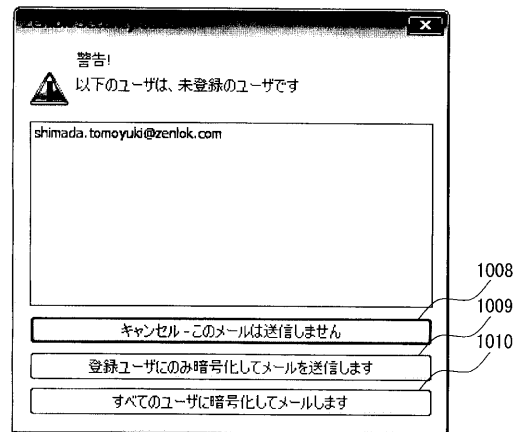 警告!
以下のユーザは、未登録のユーザです
shimada.tomoyuki@zenlok.com
1008
キャンセル - このメールは送信しません
1009
登録ユーザにのみ暗号化してメールを送信します
1010
すべてのユーザに暗号化してメールします